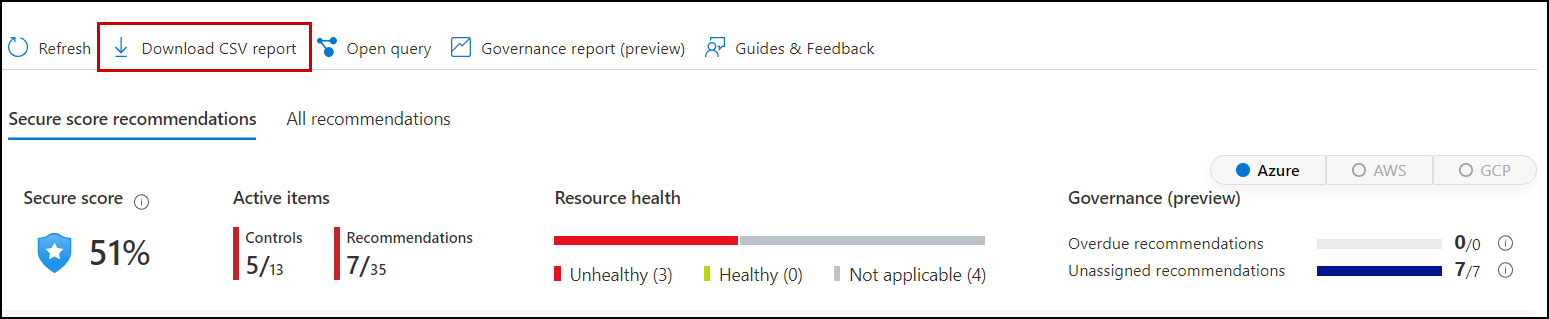 Refresh Download CSV report Open query Governance report (preview) Guides & Feedback
Secure score recommendations All recommendations
Azure AWS GCP
Secure score Active items Resource health Governance (preview)
51%
Controls Recommendations
5/13 7/35
Unhealthy (3) Healthy (0) Not applicable (4)
Overdue recommendations 0/0
Unassigned recommendations 7/7